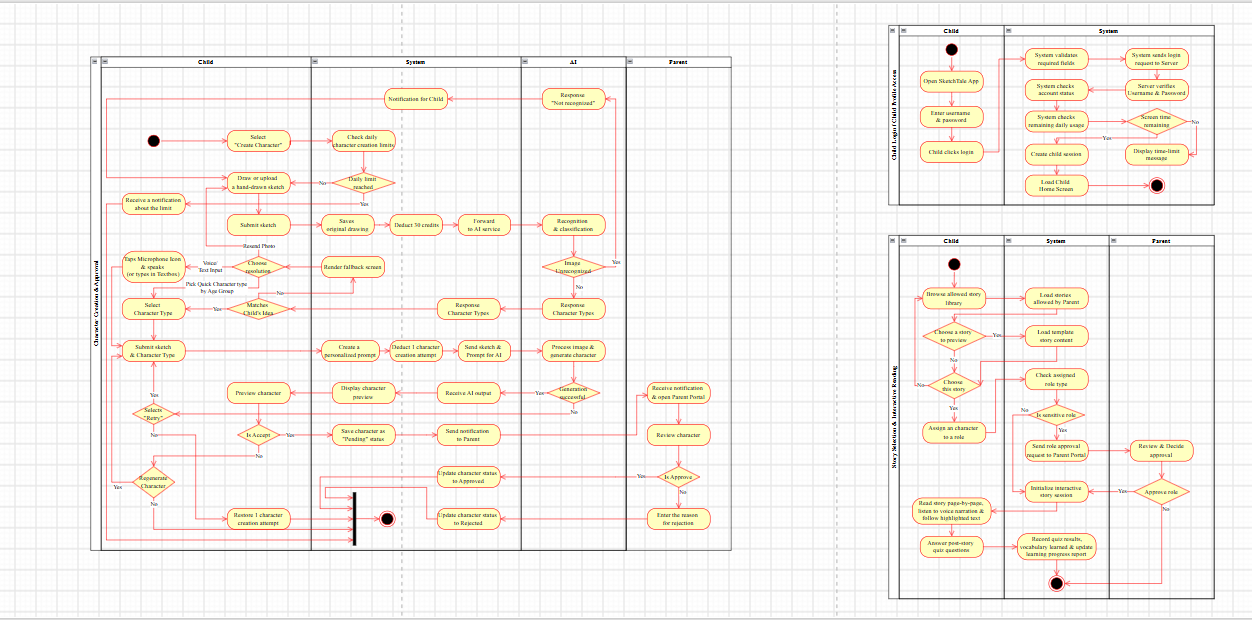 Child
System
AI
Parent
Character Creation & Approval
Notification for Child
Response
"Not recognized"
Select
"Create Character"
Check daily
character creation limits
Draw or upload
a hand-drawn sketch
No
Daily limit
reached
Yes
Receive a notification
about the limit
Submit sketch
Saves
original drawing
Deduct 30 credits
Forward
to AI service
Recognition
& classification
Resend Photo
Taps Microphone Icon
& speaks
(or types in Textbox)
Voice/
Text Input
Choose
resolution
Render fallback screen
Image
Unrecognized
Yes
Pick Quick Character type
by Age Group
No
No
Select
Character Type
Yes
Matches
Child's Idea
Response
Character Types
Response
Character Types
Submit sketch
& Character Type
Create a
personalized prompt
Deduct 1 character
creation attempt
Send sketch &
Prompt for AI
Process image &
generate character
Preview character
Display character
preview
Receive AI output
Yes
Generation
successful
Receive notification
& open Parent Portal
Yes
Selects
"Retry"
No
No
Is Accept
Yes
Save character as
"Pending" status
Send notification
to Parent
Review character
No
Regenerate
Character
Yes
No
Update character status
to Approved
Yes
Is Approve
No
Restore 1 character
creation attempt
Update character status
to Rejected
Enter the reason
for rejection
Child
System
Child Login (Child Profile Access
Open SketchTale App
System validates
required fields
System sends login
request to Server
System checks
account status
Server verifies
Username & Password
Enter username
& password
System checks
remaining daily usage
Screen time
remaining
No
Yes
Child clicks login
Create child session
Display time-limit
message
Load Child
Home Screen
Child
System
Parent
Story Selection & Interactive Reading
Browse allowed story
library
Load stories
allowed by Parent
Choose a story
to preview
Yes
Load template
story content
No
No
Choose
this story
Check assigned
role type
Yes
No
Is sensitive role
Yes
Assign an character
to a role
Send role approval
request to Parent Portal
Review & Decide
approval
Initialize interactive
story session
Yes
Approve role
No
Read story page-by-page,
listen to voice narration &
follow highlighted text
Answer post-story
quiz questions
Record quiz results,
vocabulary learned & update
learning progress report